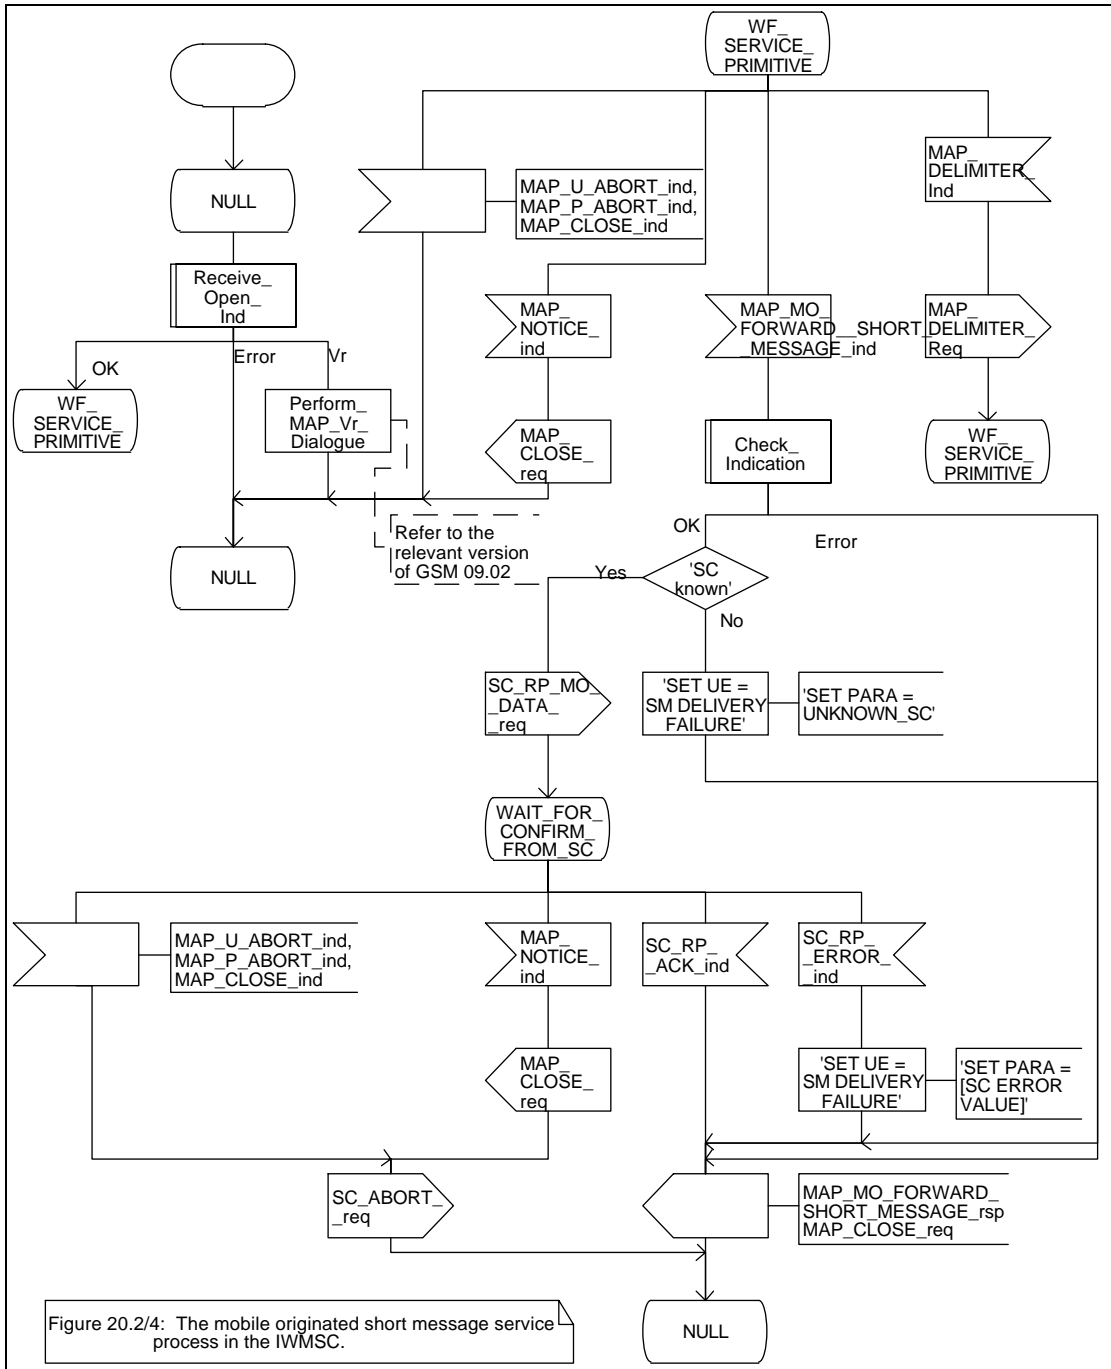 WF_
SERVICE_
PRIMITIVE
NULL
MAP_U_ABORT_ind,
MAP_P_ABORT_ind,
MAP_CLOSE_ind
MAP_
DELIMITER_
Ind
Receive_
Open_
Ind
MAP_
NOTICE_
ind
MAP_MO_
FORWARD__SHORT_
_MESSAGE_ind
MAP_
DELIMITER_
Req
OK
Error
Vr
WF_
SERVICE_
PRIMITIVE
Perform_
MAP_Vr_
Dialogue
MAP_
CLOSE_
req
Check_
Indication
WF_
SERVICE_
PRIMITIVE
Refer to the
relevant version
of GSM 09.02
OK
Error
NULL
Yes
'SC
known'
No
SC_RP_MO_
_DATA_
_req
'SET UE =
SM DELIVERY
FAILURE'
'SET PARA =
UNKNOWN_SC'
WAIT_FOR_
CONFIRM_
FROM_SC
MAP_U_ABORT_ind,
MAP_P_ABORT_ind,
MAP_CLOSE_ind
MAP_
NOTICE_
ind
SC_RP_
_ACK_ind
SC_RP_
_ERROR_
_ind
MAP_
CLOSE_
req
'SET UE =
SM DELIVERY
FAILURE'
'SET PARA =
[SC ERROR
VALUE]'
SC_ABORT_
_req
MAP_MO_FORWARD_
SHORT_MESSAGE_rsp
MAP_CLOSE_req
NULL
Figure 20.2/4: The mobile originated short message service
process in the IWMSC.